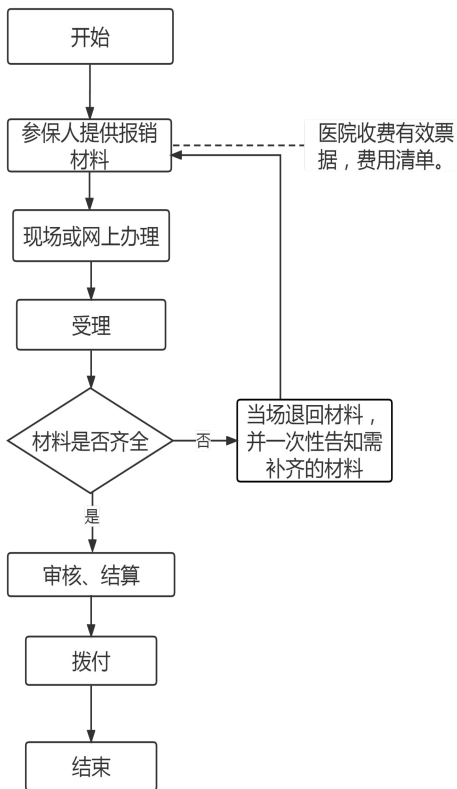 开始
参保人提供报销
材料
医院收费有效票
据，费用清单。
现场或网上办理
受理
材料是否齐全
否
当场退回材料，
并一次性告知需
补齐的材料
是
审核、结算
拨付
结束